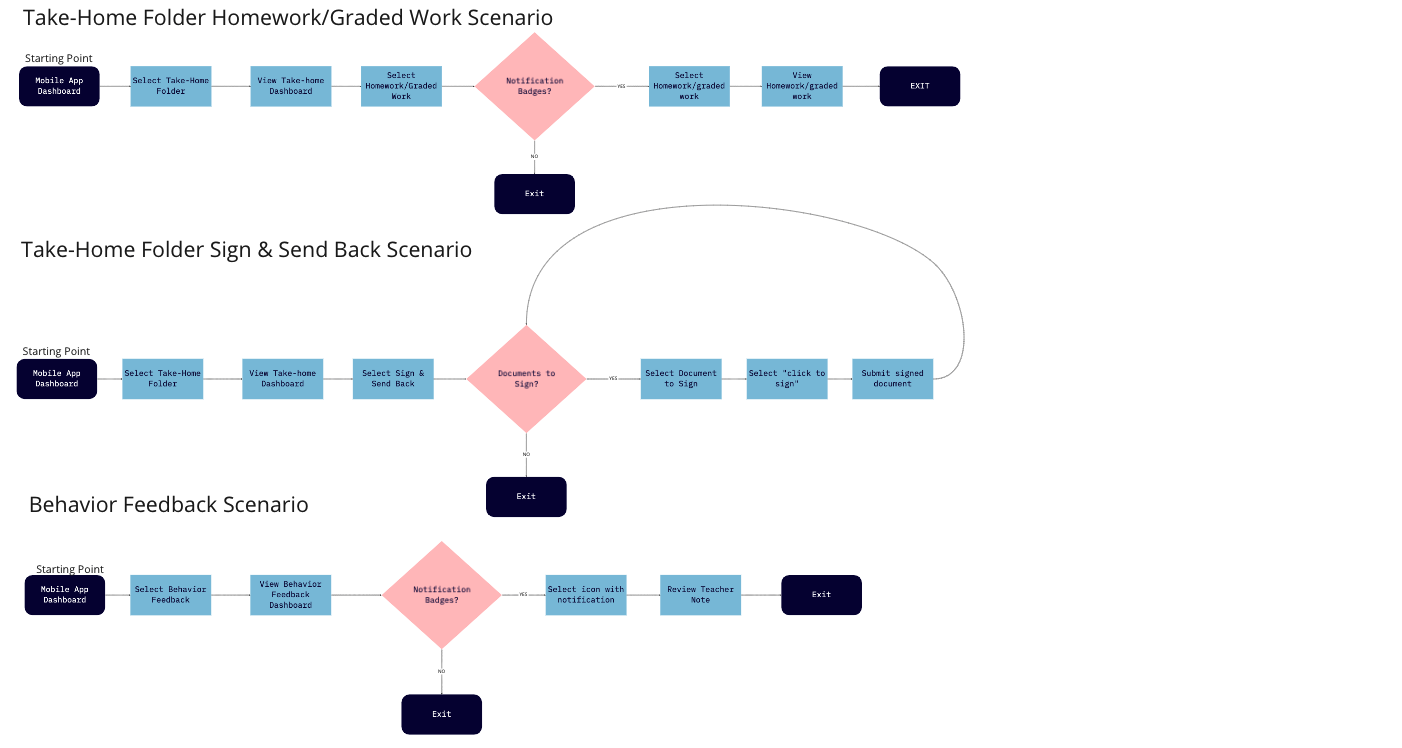 Take-Home Folder Homework/Graded Work Scenario
Starting Point
Mobile App
Dashboard
Select Take-Home
Folder
View Take-home
Dashboard
Select
Homework/Graded
Work
Notification
Badges?
YES
Select
Homework/graded
work
View
Homework/graded
work
EXIT
NO
Exit
Take-Home Folder Sign & Send Back Scenario
Starting Point
Mobile App
Dashboard
Select Take-Home
Folder
View Take-home
Dashboard
Select Sign &
Send Back
Documents to
Sign?
YES
Select Document
to Sign
Select "click to
sign"
Submit signed
document
NO
Exit
Behavior Feedback Scenario
Starting Point
Mobile App
Dashboard
Select Behavior
Feedback
View Behavior
Feedback
Dashboard
Notification
Badges?
YES
Select icon with
notification
Review Teacher
Note
Exit
NO
Exit